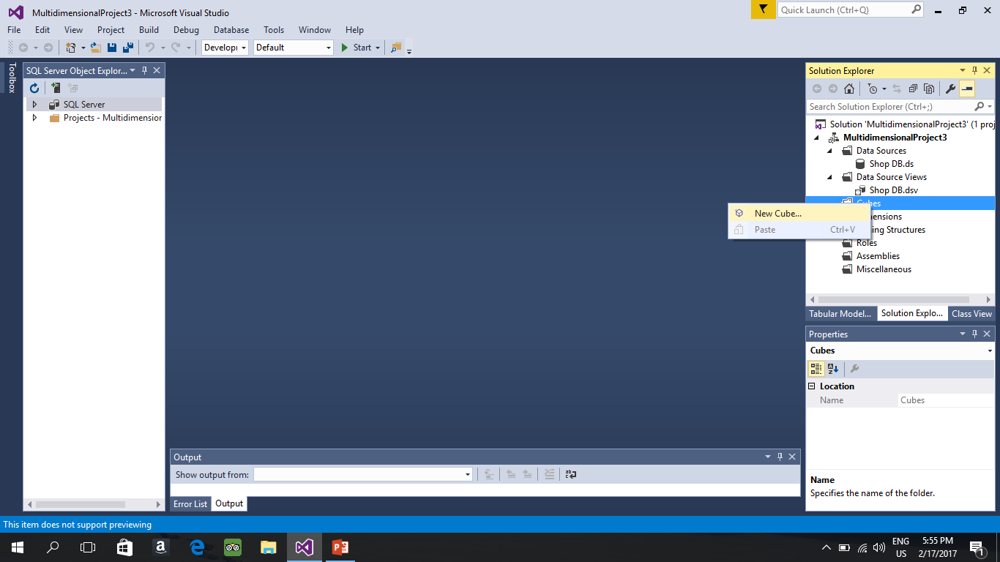 MultidimensionalProject3 - Microsoft Visual Studio
Quick Launch (Ctrl+Q)
File Edit View Project Build Debug Database Tools Window Help
Developi Default Start
Toolbox
SQL Server Object Explor...
SQL Server
Projects - Multidimension
Solution Explorer
Search Solution Explorer (Ctrl+;)
Solution 'MultidimensionalProject3' (1 proj
MultidimensionalProject3
Data Sources
Shop DB.ds
Data Source Views
Shop DB.dsv
Cubes
New Cube...
Paste Ctrl+V
ensions
ing Structures
Roles
Assemblies
Miscellaneous
Tabular Model... Solution Explo... Class View
Properties
Cubes
Location
Name Cubes
Name
Specifies the name of the folder.
Output
Show output from:
Error List Output
This item does not support previewing
ENG
US
5:55 PM
2/17/2017
1